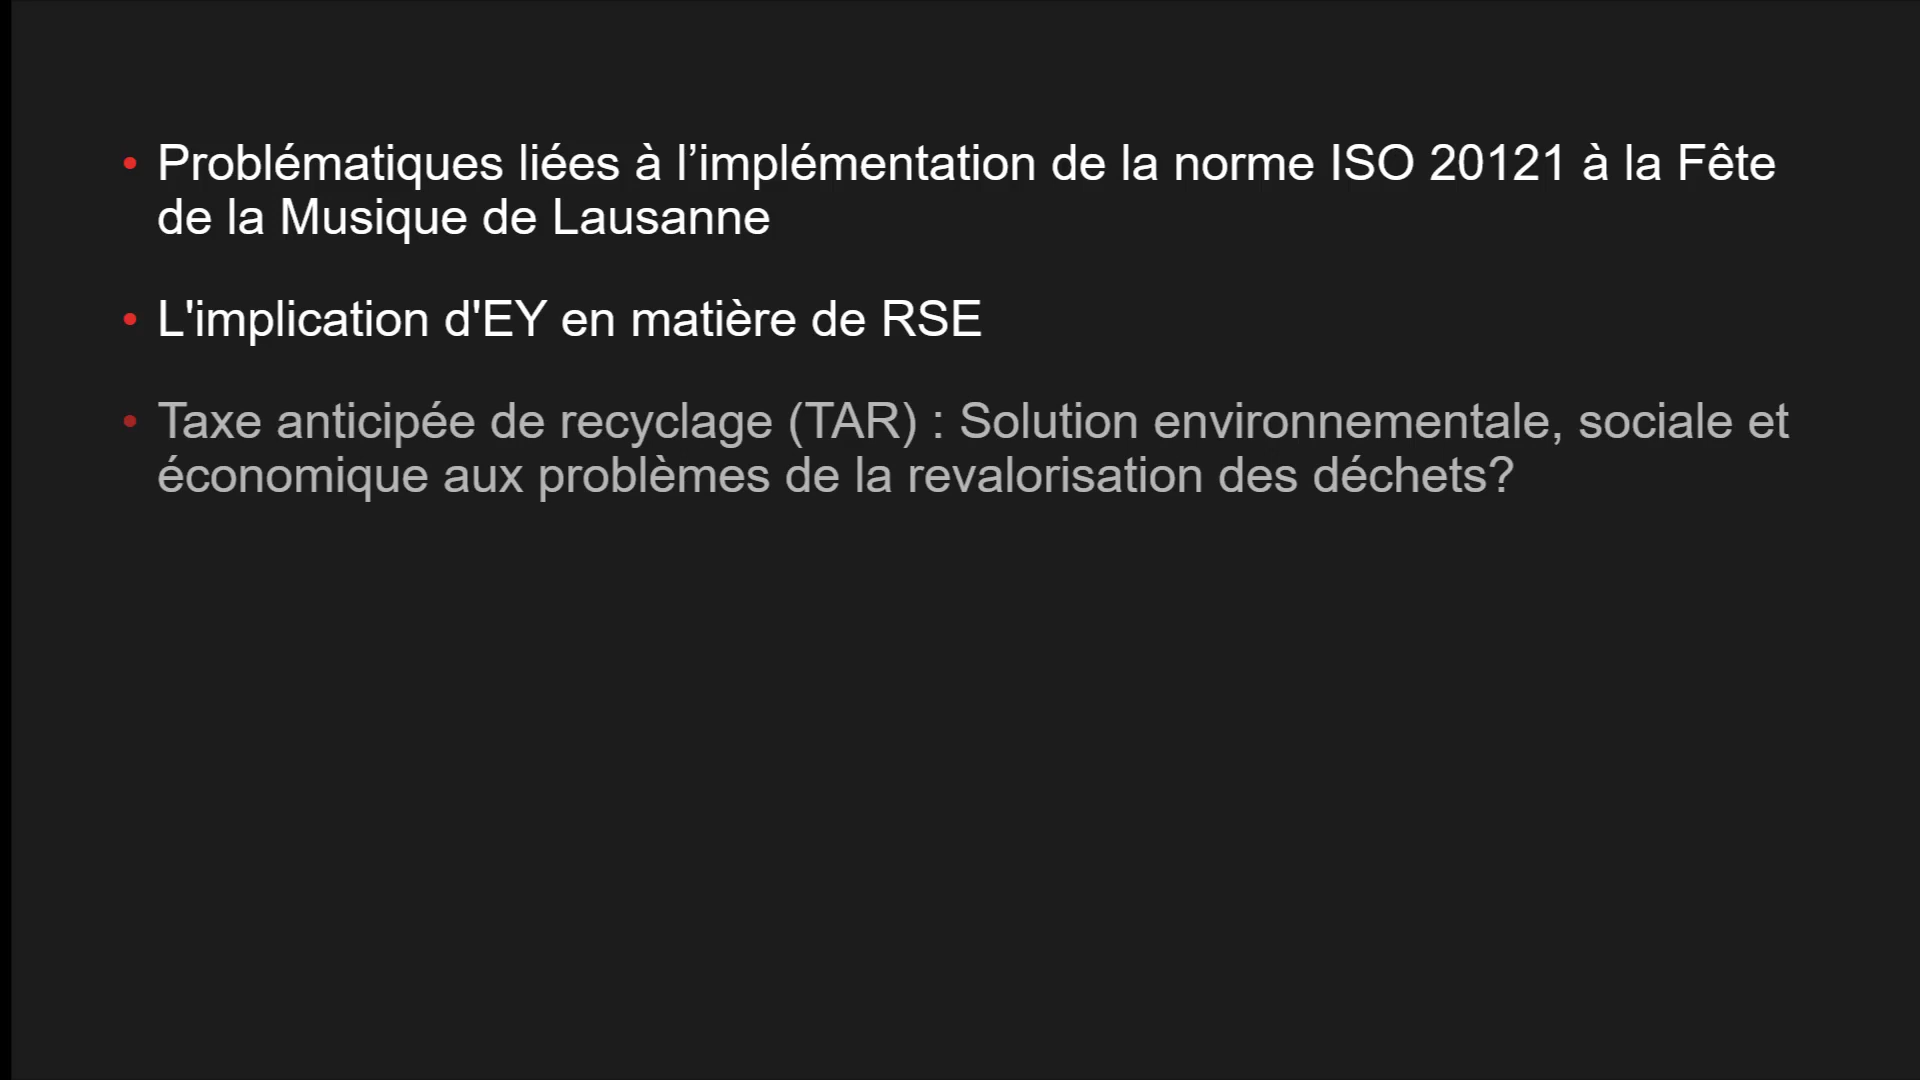 • Problématiques liées à l’implémentation de la norme ISO 20121 à la Fête
de la Musique de Lausanne
• L'implication d'EY en matière de RSE
• Taxe anticipée de recyclage (TAR) : Solution environnementale, sociale et
économique aux problèmes de la revalorisation des déchets?